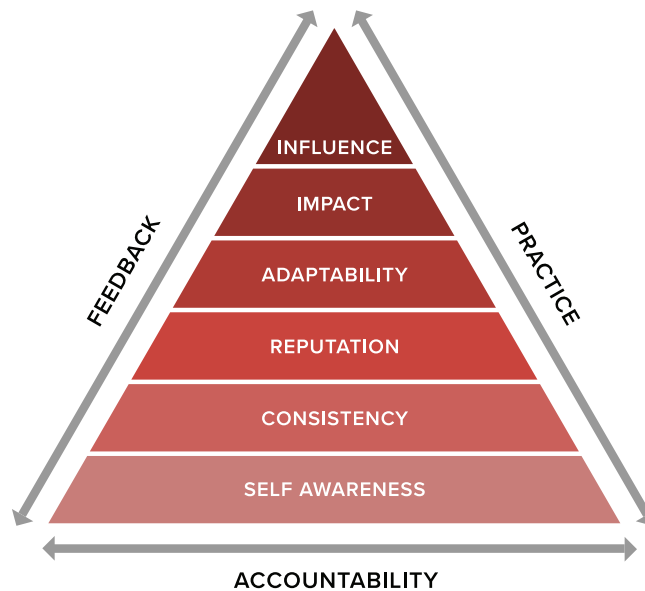 INFLUENCE
IMPACT
ADAPTABILITY
REPUTATION
CONSISTENCY
SELF AWARENESS
FEEDBACK
PRACTICE
ACCOUNTABILITY